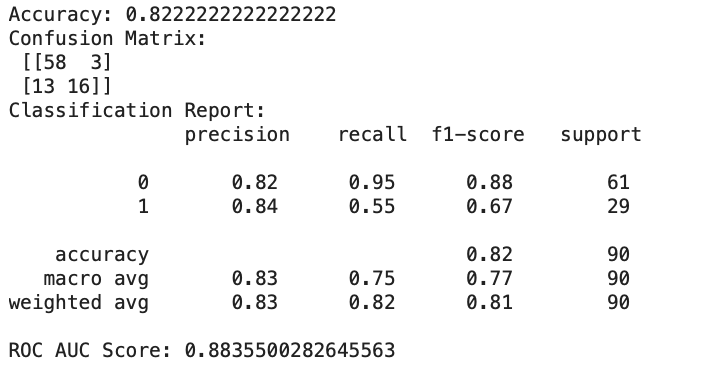 Accuracy: 0.8222222222222222
Confusion Matrix:
[[58  3]
[13 16]]
Classification Report:
precision    recall  f1-score   support
0       0.82      0.95      0.88        61
1       0.84      0.55      0.67        29
accuracy                           0.82        90
macro avg       0.83      0.75      0.77        90
weighted avg       0.83      0.82      0.81        90
ROC AUC Score: 0.8835500282645563